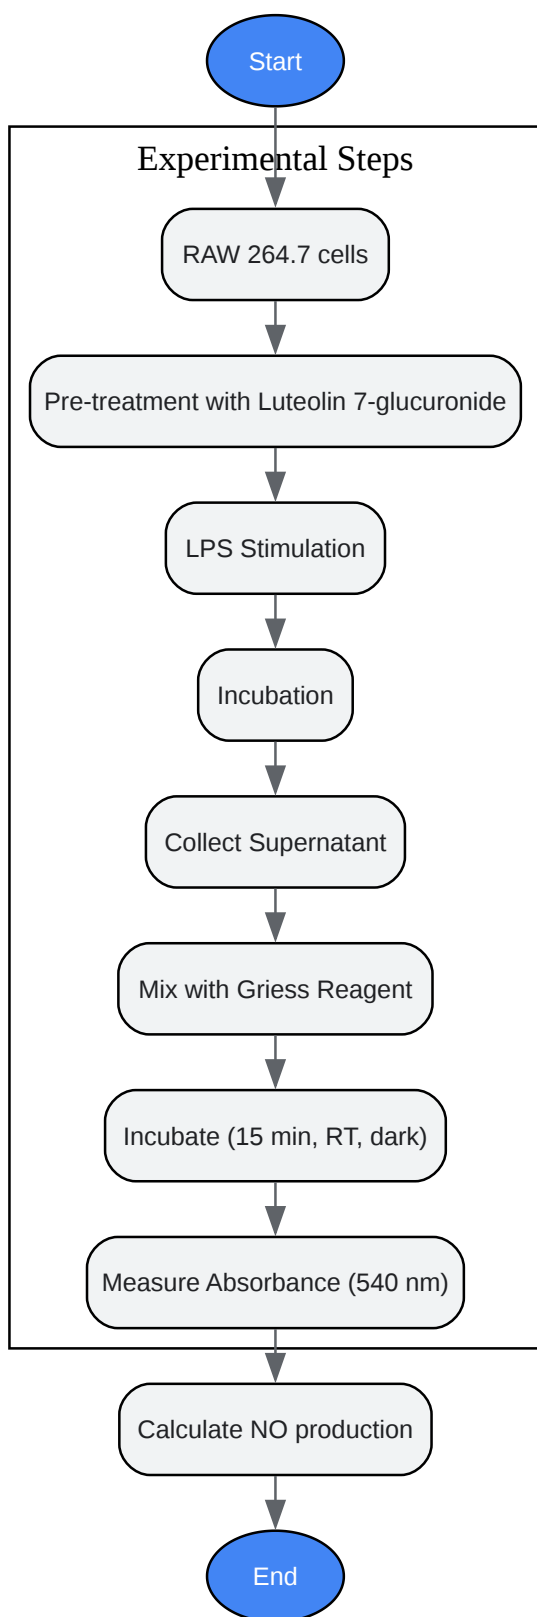 Start
Experimental Steps
RAW 264.7 cells
Pre-treatment with Luteolin 7-glucuronide
LPS Stimulation
Incubation
Collect Supernatant
Mix with Griess Reagent
Incubate (15 min, RT, dark)
Measure Absorbance (540 nm)
Calculate NO production
End